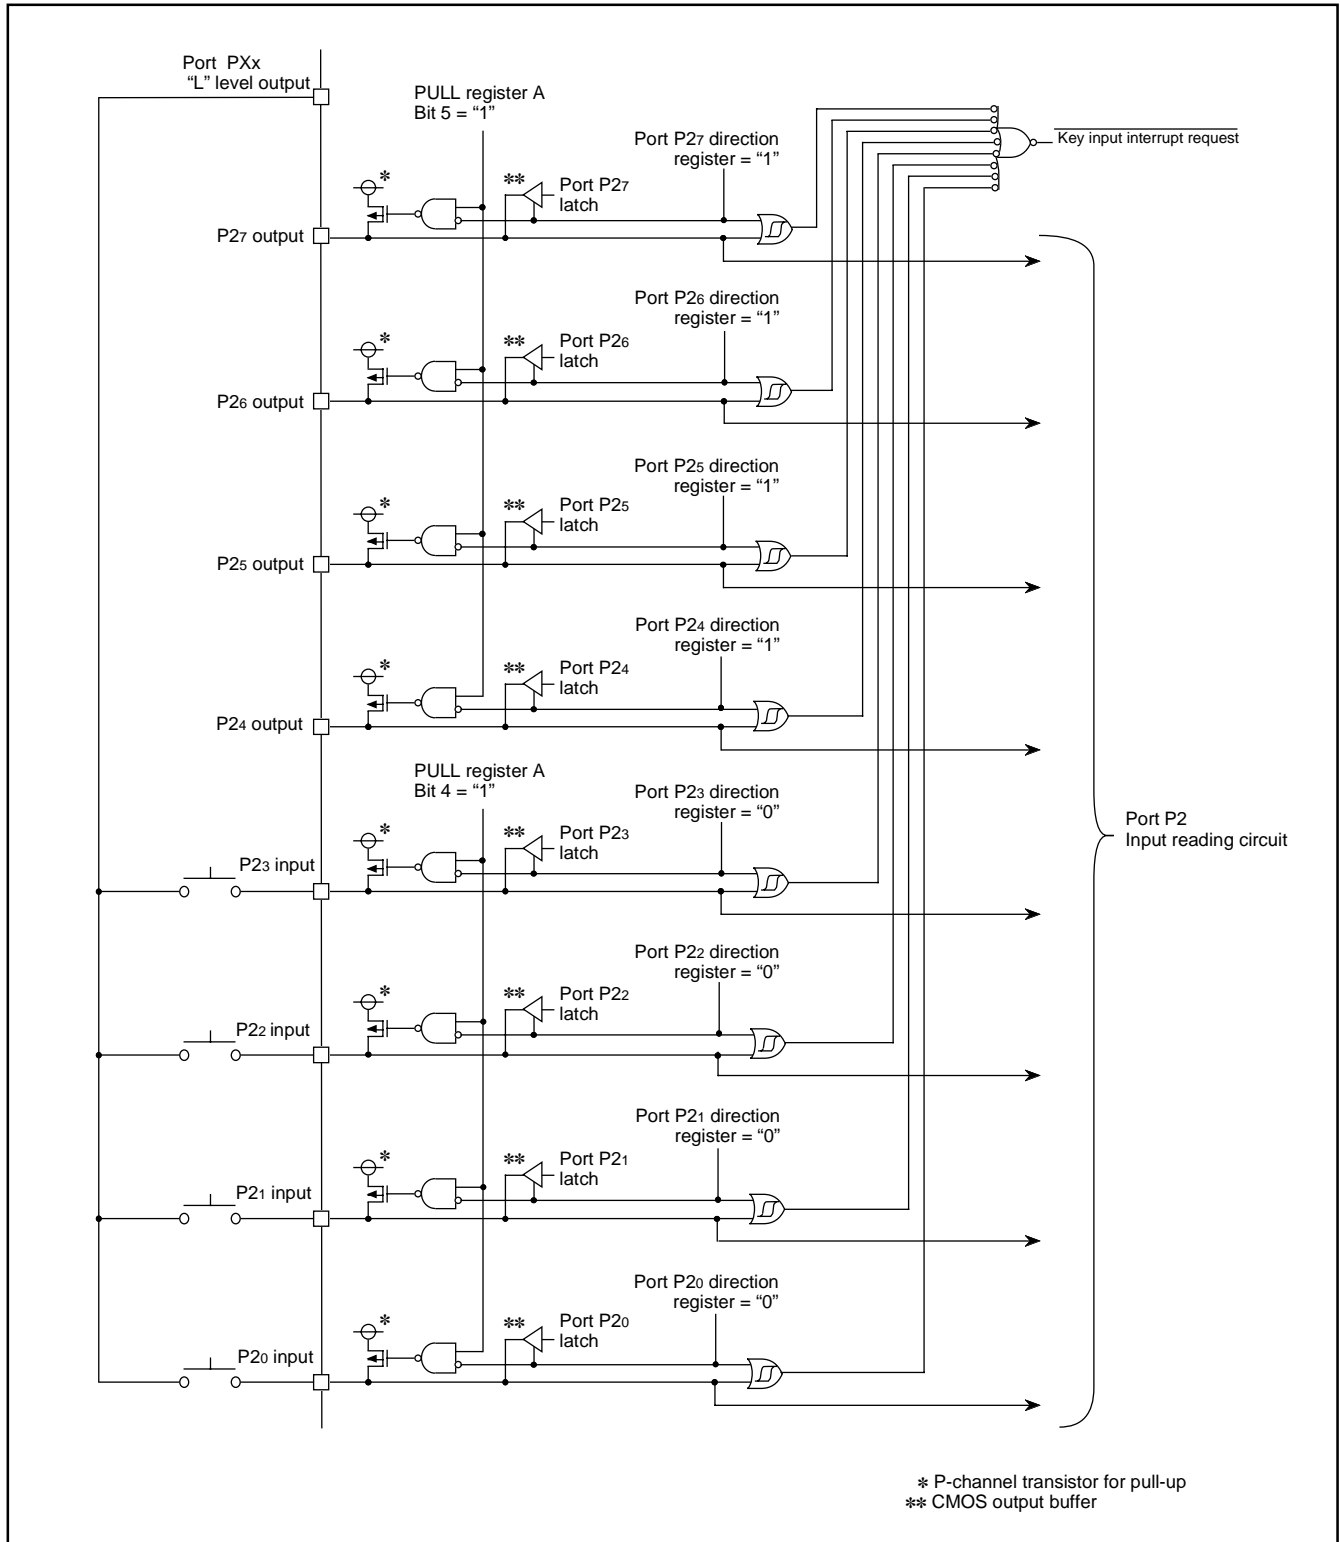 Port PXx
“L” level output
PULL register A
Bit 5 = “1”
Key input interrupt request
Port P27 direction
register = “1”
**
Port P27
latch
*
P27 output
Port P26 direction
register = “1”
**
Port P26
latch
*
P26 output
Port P25 direction
register = “1”
**
Port P25
latch
*
P25 output
Port P24 direction
register = “1”
**
Port P24
latch
*
P24 output
PULL register A
Bit 4 = “1”
Port P23 direction
register = “0”
**
Port P23
latch
*
P23 input
Port P2
Input reading circuit
Port P22 direction
register = “0”
**
Port P22
latch
*
P22 input
Port P21 direction
register = “0”
**
Port P21
latch
*
P21 input
Port P20 direction
register = “0”
**
Port P20
latch
*
P20 input
* P-channel transistor for pull-up
** CMOS output buffer